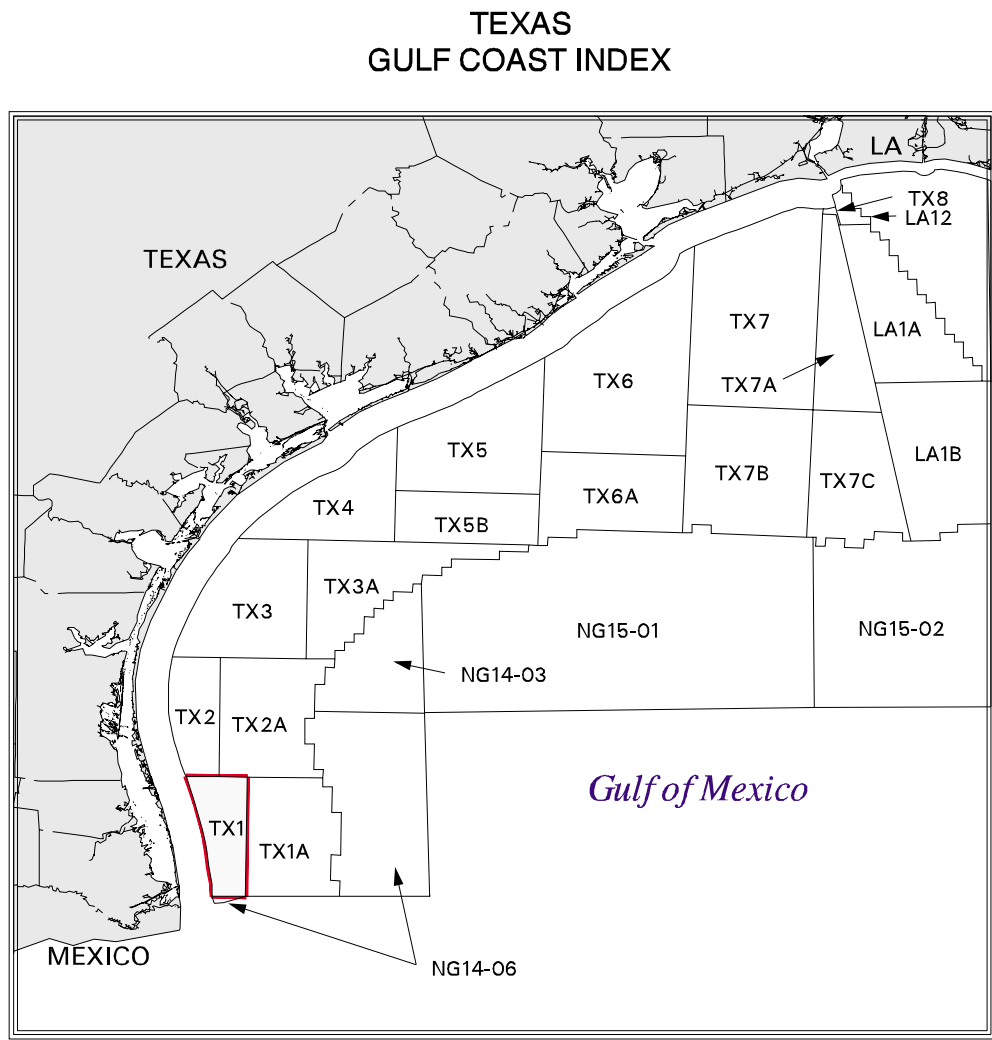 TEXAS
GULF COAST INDEX
LA
TX8
LA12
TEXAS
TX7
LA1A
TX6
TX7A
TX5
LA1B
TX7B
TX7C
TX6A
TX4
TX5B
TX3A
TX3
NG15-01
NG15-02
NG14-03
TX2
TX2A
Gulf of Mexico
TX1
TX1A
MEXICO
NG14-06